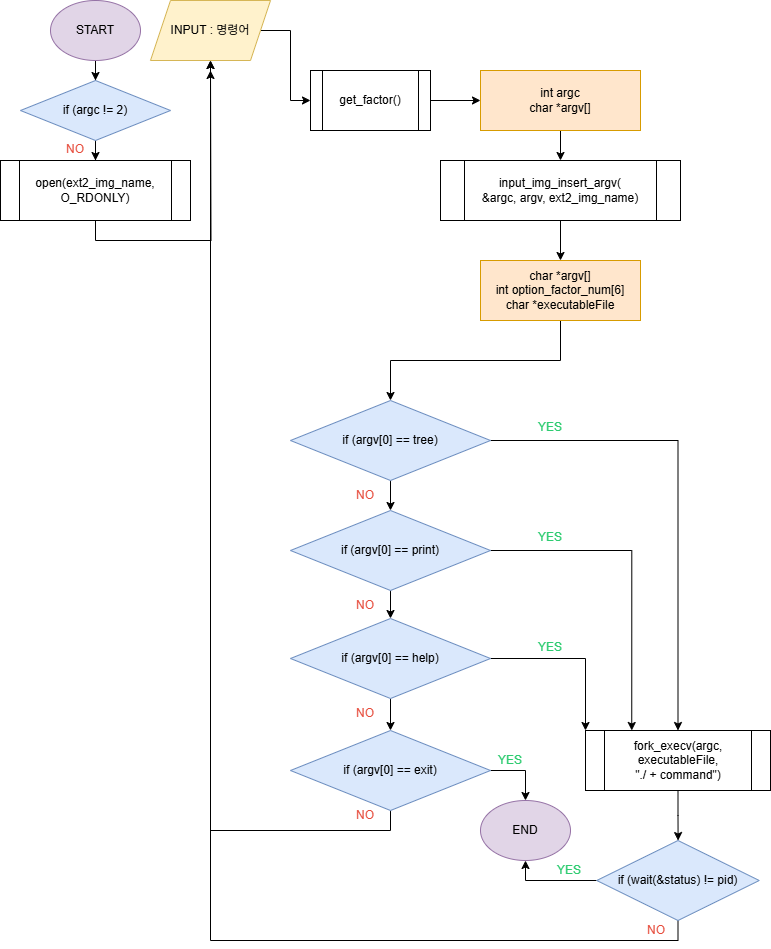 START
INPUT : 명령어
if (argc != 2)
NO
open(ext2_img_name,
O_RDONLY)
get_factor()
int argc
char *argv[]
input_img_insert_argv(
&argc, argv, ext2_img_name)
char *argv[]
int option_factor_num[6]
char *executableFile
if (argv[0] == tree)
YES
NO
if (argv[0] == print)
YES
NO
if (argv[0] == help)
YES
NO
fork_execv(argc,
executableFile,
"./ + command")
if (argv[0] == exit)
YES
NO
END
if (wait(&status) != pid)
YES
NO